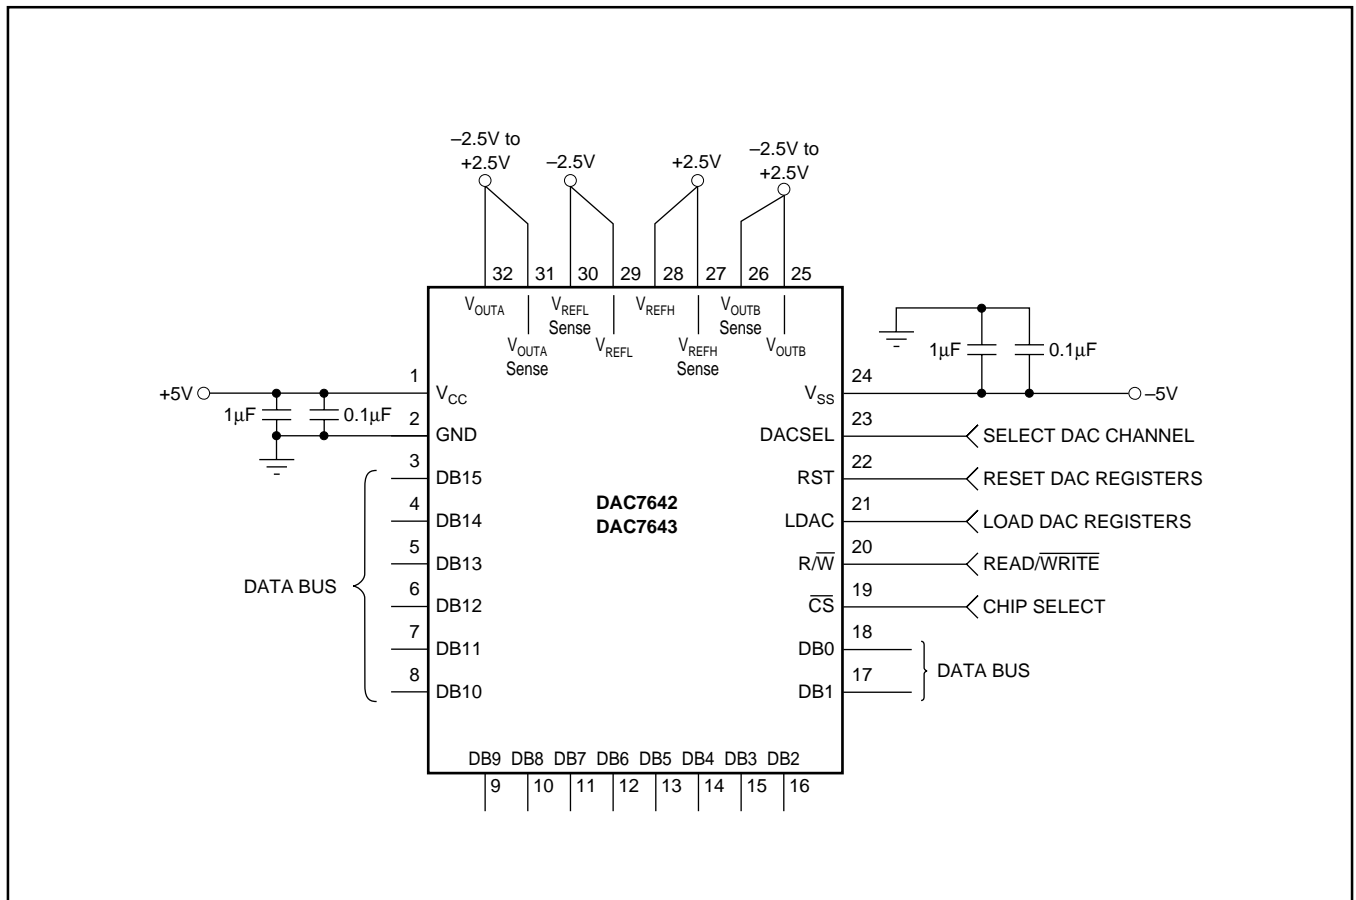 –2.5V to
+2.5V
–2.5V
+2.5V
–2.5V to
+2.5V
32 31 30 29 28 27 26 25
VOUTA
VOUTA
Sense
VREFL
Sense
VREFL
VREFH
VREFH
Sense
VOUTB
Sense
VOUTB
+5V
1µF
0.1µF
1
VCC
2
GND
3
DB15
4
DB14
5
DB13
6
DB12
7
DB11
8
DB10
DATA BUS
DAC7642
DAC7643
1µF
0.1µF
24
VSS
–5V
23
DACSEL
SELECT DAC CHANNEL
22
RST
RESET DAC REGISTERS
21
LDAC
LOAD DAC REGISTERS
20
R/W̅
READ/W̅R̅I̅T̅E̅
19
C̅S̅
CHIP SELECT
18
DB0
17
DB1
DATA BUS
DB9 DB8 DB7 DB6 DB5 DB4 DB3 DB2
9 10 11 12 13 14 15 16